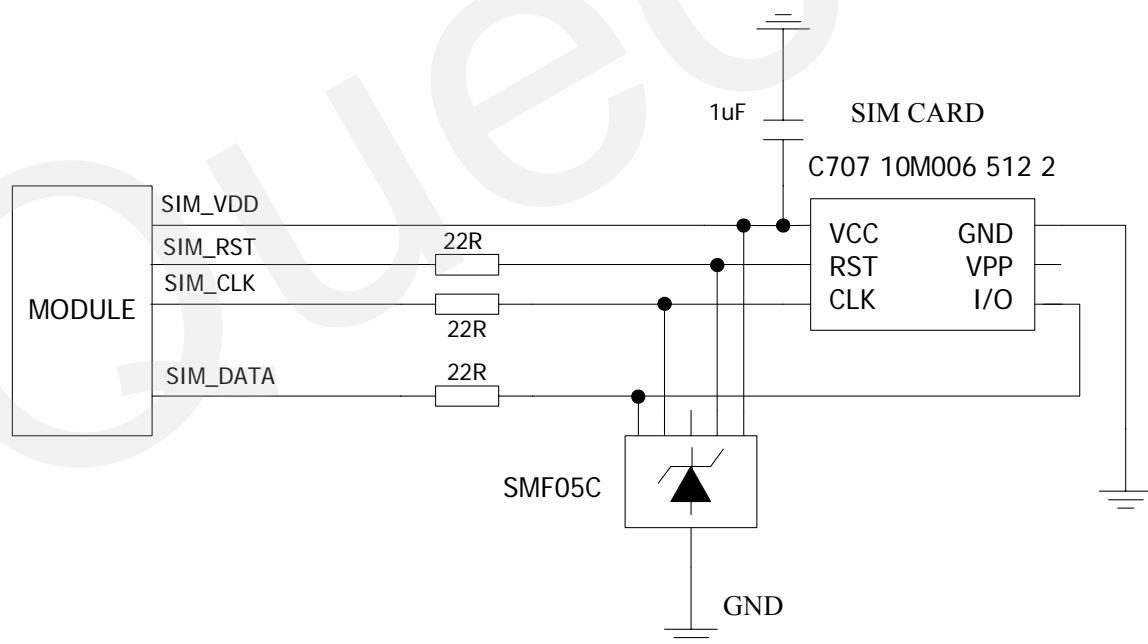 Quec
1uF
SIM CARD
C707 10M006 512 2
MODULE
SIM_VDD
SIM_RST
SIM_CLK
SIM_DATA
22R
22R
22R
VCC
RST
CLK
GND
VPP
I/O
SMF05C
GND